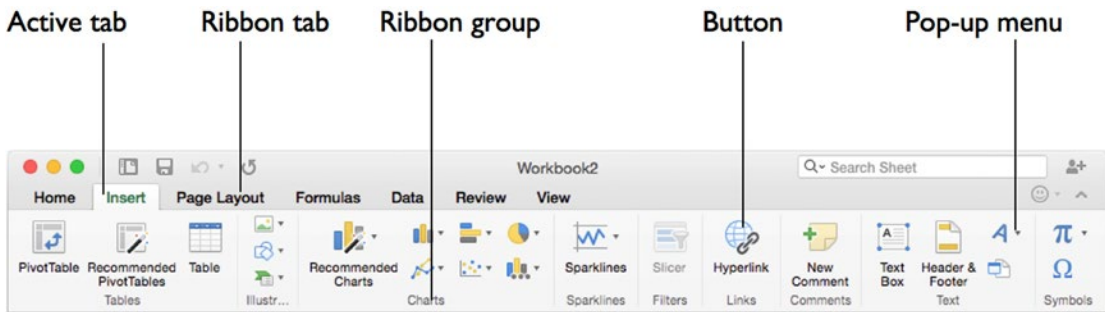 Active tab Ribbon tab Ribbon group Button Pop-up menu
Workbook2 Search Sheet
Home Insert Page Layout Formulas Data Review View
PivotTable Recommended PivotTables Table Recommended Charts Sparklines Slicer Hyperlink New Comment Text Box Header & Footer A π Ω
Tables Illustr... Charts Sparklines Filters Links Comments Text Symbols